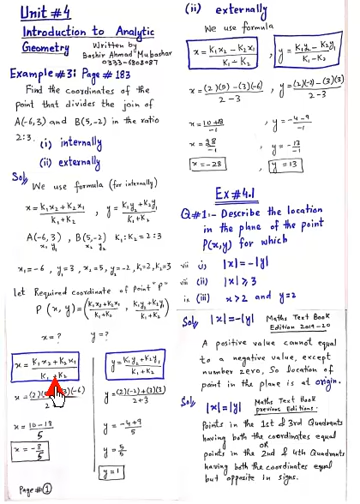 Unit #4
Introduction to Analytic
Geometry
Written by
Bashir Ahmad Mubashar
0333-6808087
Example #3: Page #183
Find the coordinates of the
point that divides the join of
A(-6,3) and B(5,-2) in the ratio
2:3. (i) internally
(ii) externally
Sol)
We use formula (for internally)
x = K₁x₂+K₂x₁ / K₁+K₂ , y = K₁y₂+K₂y₁ / K₁+K₂
A(-6,3) , B(5,-2) K₁:K₂=2:3
x₁ y₁ x₂ y₂
x₁=-6, y₁=3, x₂=5, y₂=-2, K₁=2, K₂=3
Let Required coordinate of Point "P"
P(x, y) = (K₁x₂+K₂x₁ / K₁+K₂ , K₁y₂+K₂y₁ / K₁+K₂)
x=? y=?
x = K₁x₂+K₂x₁ / K₁+K₂
y = K₁y₂+K₂y₁ / K₁+K₂
y = (2)(-2)+(3)(3) / 2+3
x = 10-18 / 5
y = -4+9 / 5
x = -8/5
y = 5/5
y = 1
Page #①
(ii) externally
We use formula
x = K₁x₂-K₂x₁ / K₁-K₂ , y = K₁y₂-K₂y₁ / K₁-K₂
x = (2)(5)-(3)(-6) / 2-3 , y = (2)(-2)-(3)(3) / 2-3
x = 10+18 / -1 , y = -4-9 / -1
x = 28 / -1 , y = -13 / -1
x = -28 , y = 13
Ex #4.1
Q#1:- Describe the location
in the plane of the point
P(x,y) for which
vii i) |x|=-|y|
viii (ii) |x|≥3
ix (iii) x>2 and y=2
Sol) |x|=-|y| Maths Text Book
Edition 2019-20
A positive value cannot equal
to a negative value, except
number zero, So location of
point in the plane is at origin.
Sol) |x|=|y| Maths Text Book
previous Editions
Points in the 1st & 3rd Quadrants
having both the coordinates equal
OR
points in the 2nd & 4th Quadrants
having both the coordinates equal
but opposite in signs.